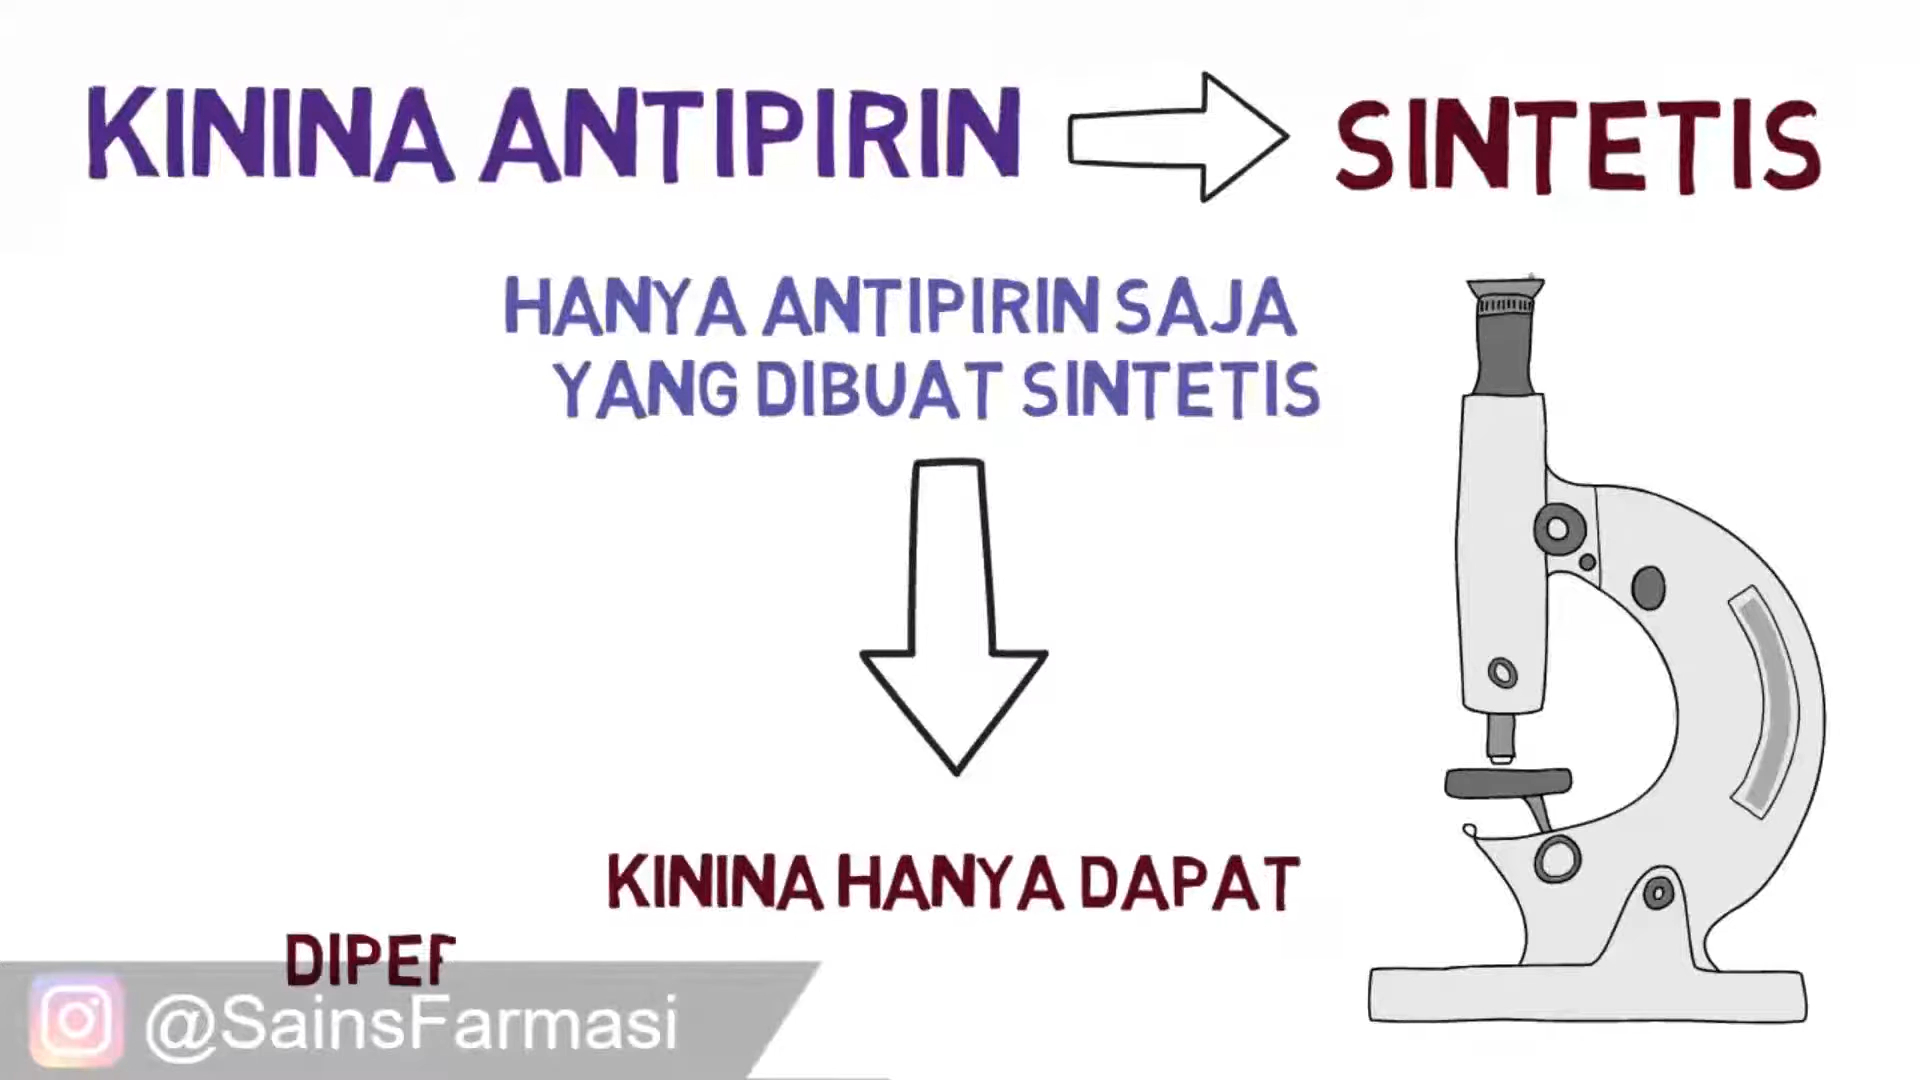 KININA ANTIPIRIN
SINTETIS
HANYA ANTIPIRIN SAJA
YANG DIBUAT SINTETIS
KININA HANYA DAPAT
@SainsFarmasi